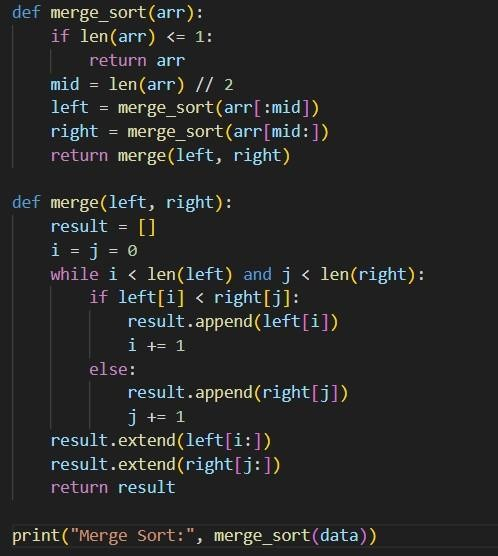 def merge_sort(arr):
    if len(arr) <= 1:
        return arr
    mid = len(arr) // 2
    left = merge_sort(arr[:mid])
    right = merge_sort(arr[mid:])
    return merge(left, right)

def merge(left, right):
    result = []
    i = j = 0
    while i < len(left) and j < len(right):
        if left[i] < right[j]:
            result.append(left[i])
            i += 1
        else:
            result.append(right[j])
            j += 1
    result.extend(left[i:])
    result.extend(right[j:])
    return result

print("Merge Sort:", merge_sort(data))